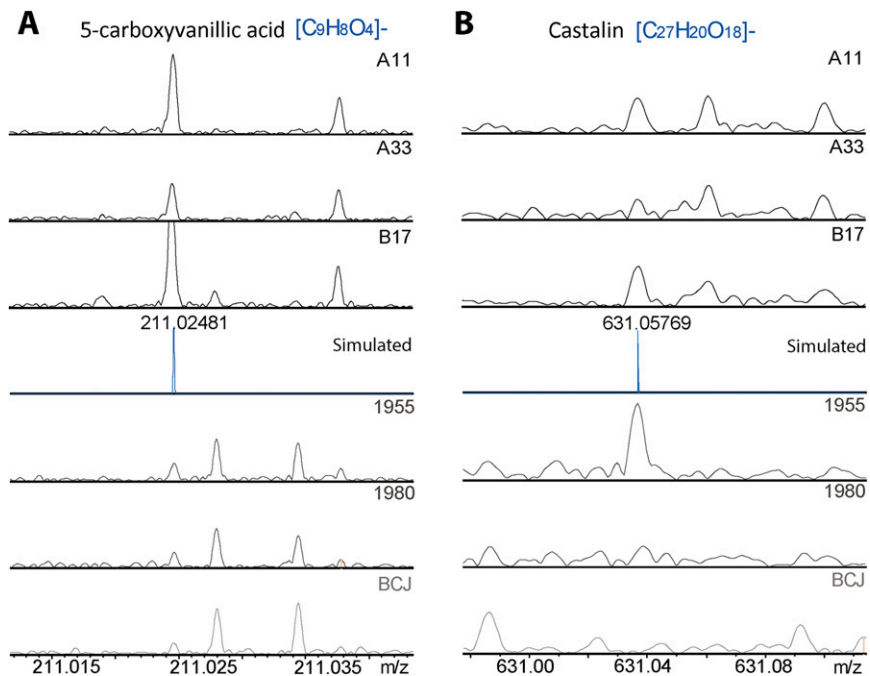 A 5-carboxyvanillic acid [C9H8O4]-
A11
A33
B17
211.02481
Simulated
1955
1980
BCJ
211.015 211.025 211.035 m/z
B Castalin [C27H20O18]-
A11
A33
B17
631.05769
Simulated
1955
1980
BCJ
631.00 631.04 631.08 m/z